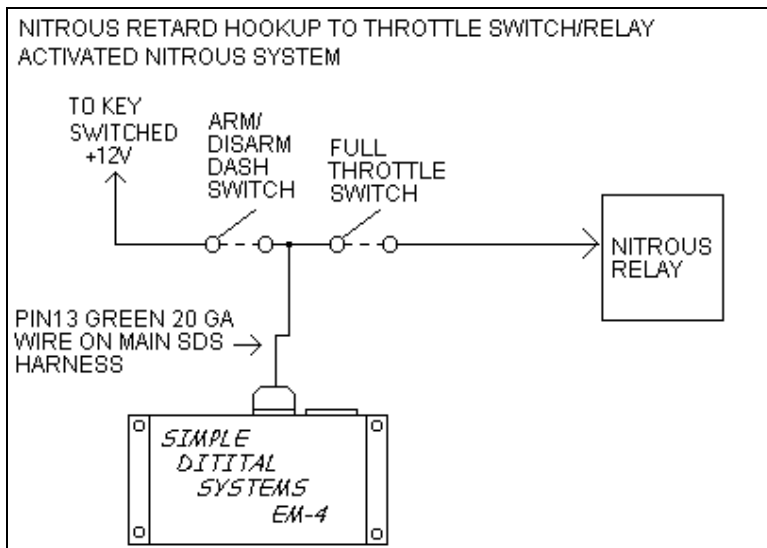 NITROUS RETARD HOOKUP TO THROTTLE SWITCH/RELAY
ACTIVATED NITROUS SYSTEM
TO KEY
SWITCHED
+12V
ARM/
DISARM
DASH
SWITCH
FULL
THROTTLE
SWITCH
NITROUS
RELAY
PIN13 GREEN 20 GA
WIRE ON MAIN SDS
HARNESS
SIMPLE
DITITAL
SYSTEMS
EM-4